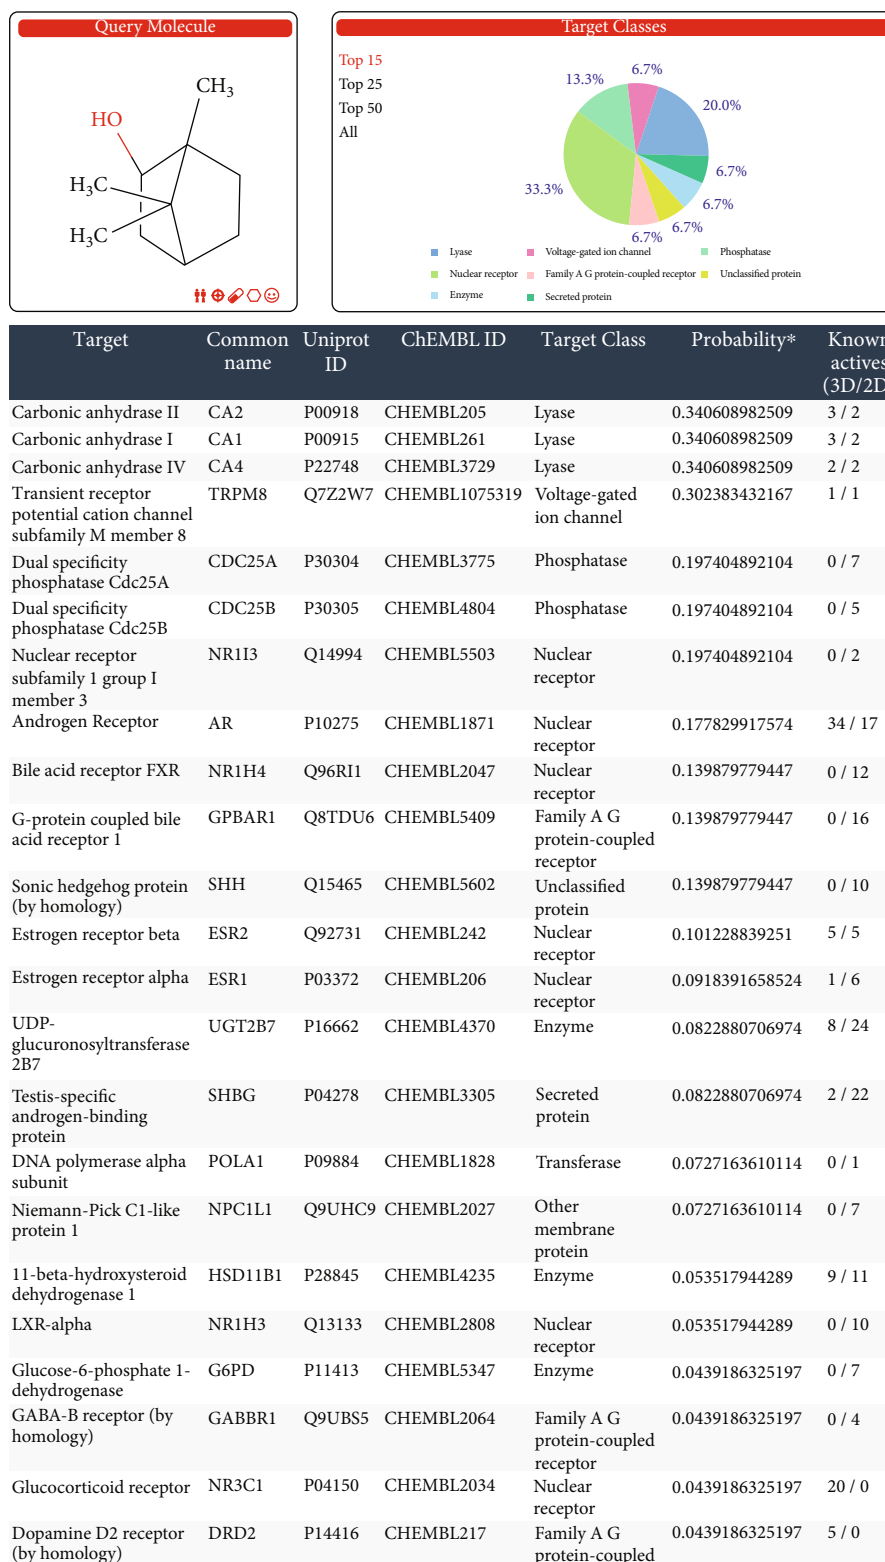 Query Molecule
CH3
HO
H3C
H3C
Target Classes
Top 15
Top 25
Top 50
All
6.7%
13.3%
20.0%
33.3%
6.7%
6.7%
6.7%
6.7%
Lyase
Voltage-gated ion channel
Phosphatase
Nuclear receptor
Family A G protein-coupled receptor
Unclassified protein
Enzyme
Secreted protein
Target Common Uniprot ChEMBL ID Target Class Probability* Known
name ID actives
(3D/2D
Carbonic anhydrase II CA2 P00918 CHEMBL205 Lyase 0.340608982509 3 / 2
Carbonic anhydrase I CA1 P00915 CHEMBL261 Lyase 0.340608982509 3 / 2
Carbonic anhydrase IV CA4 P22748 CHEMBL3729 Lyase 0.340608982509 2 / 2
Transient receptor TRPM8 Q7Z2W7 CHEMBL1075319 Voltage-gated 0.302383432167 1 / 1
potential cation channel ion channel
subfamily M member 8
Dual specificity CDC25A P30304 CHEMBL3775 Phosphatase 0.197404892104 0 / 7
phosphatase Cdc25A
Dual specificity CDC25B P30305 CHEMBL4804 Phosphatase 0.197404892104 0 / 5
phosphatase Cdc25B
Nuclear receptor NR1I3 Q14994 CHEMBL5503 Nuclear 0.197404892104 0 / 2
subfamily 1 group I receptor
member 3
Androgen Receptor AR P10275 CHEMBL1871 Nuclear 0.177829917574 34 / 17
receptor
Bile acid receptor FXR NR1H4 Q96RI1 CHEMBL2047 Nuclear 0.139879779447 0 / 12
receptor
G-protein coupled bile GPBAR1 Q8TDU6 CHEMBL5409 Family A G 0.139879779447 0 / 16
acid receptor 1 protein-coupled
receptor
Sonic hedgehog protein SHH Q15465 CHEMBL5602 Unclassified 0.139879779447 0 / 10
(by homology) protein
Estrogen receptor beta ESR2 Q92731 CHEMBL242 Nuclear 0.101228839251 5 / 5
receptor
Estrogen receptor alpha ESR1 P03372 CHEMBL206 Nuclear 0.0918391658524 1 / 6
receptor
UDP- UGT2B7 P16662 CHEMBL4370 Enzyme 0.0822880706974 8 / 24
glucuronosyltransferase
2B7
Testis-specific SHBG P04278 CHEMBL3305 Secreted 0.0822880706974 2 / 22
androgen-binding protein
protein
DNA polymerase alpha POLA1 P09884 CHEMBL1828 Transferase 0.0727163610114 0 / 1
subunit
Niemann-Pick C1-like NPC1L1 Q9UHC9 CHEMBL2027 Other 0.0727163610114 0 / 7
protein 1 membrane
protein
11-beta-hydroxysteroid HSD11B1 P28845 CHEMBL4235 Enzyme 0.053517944289 9 / 11
dehydrogenase 1
LXR-alpha NR1H3 Q13133 CHEMBL2808 Nuclear 0.053517944289 0 / 10
receptor
Glucose-6-phosphate 1- G6PD P11413 CHEMBL5347 Enzyme 0.0439186325197 0 / 7
dehydrogenase
GABA-B receptor (by GABBR1 Q9UBS5 CHEMBL2064 Family A G 0.0439186325197 0 / 4
homology) protein-coupled
receptor
Glucocorticoid receptor NR3C1 P04150 CHEMBL2034 Nuclear 0.0439186325197 20 / 0
receptor
Dopamine D2 receptor DRD2 P14416 CHEMBL217 Family A G 0.0439186325197 5 / 0
(by homology) protein-coupled